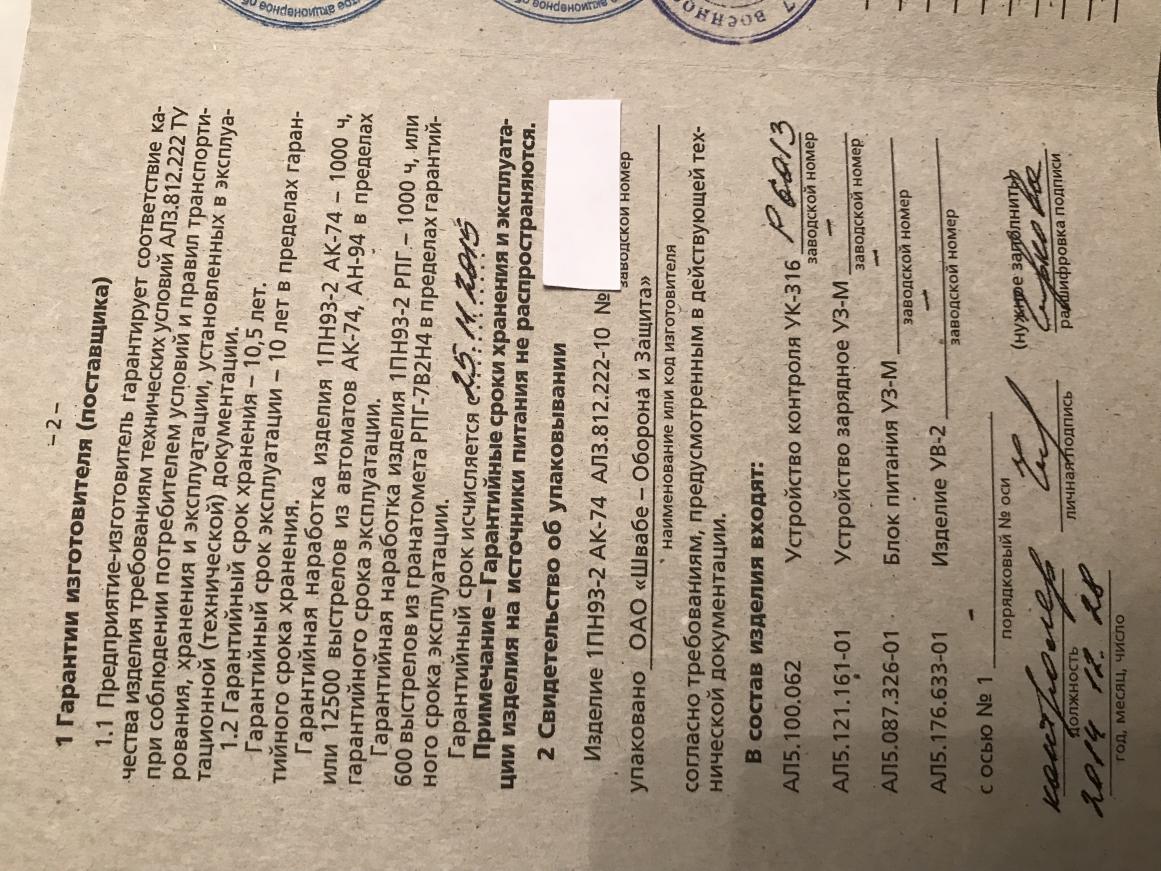 – 2 –
1 Гарантии изготовителя (поставщика)
1.1 Предприятие-изготовитель гарантирует соответствие ка-
чества изделия требованиям технических условий АЛ3.812.222 ТУ
при соблюдении потребителем условий и правил транспорти-
рования, хранения и эксплуатации, установленных в эксплуа-
тационной (технической) документации.
1.2 Гарантийный срок хранения – 10,5 лет.
Гарантийный срок эксплуатации – 10 лет в пределах гаран-
тийного срока хранения.
Гарантийная наработка изделия 1ПН93-2 АК-74 – 1000 ч,
или 12500 выстрелов из автоматов АК-74, АН-94 в пределах
гарантийного срока эксплуатации.
Гарантийная наработка изделия 1ПН93-2 РПГ – 1000 ч, или
600 выстрелов из гранатомета РПГ-7В2Н4 в пределах гарантий-
ного срока эксплуатации.
Гарантийный срок исчисляется с 25.11.2015
Примечание – Гарантийные сроки хранения и эксплуата-
ции изделия на источники питания не распространяются.
2 Свидетельство об упаковывании
Изделие 1ПН93-2 АК-74 АЛ3.812.222-10 №
заводской номер
упаковано ОАО «Швабе – Оборона и Защита»
наименование или код изготовителя
согласно требованиям, предусмотренным в действующей тех-
нической документации.
В состав изделия входят:
АЛ5.100.062 Устройство контроля УК-316 Р6613
заводской номер
АЛ5.121.161-01 Устройство зарядное УЗ-М –
заводской номер
АЛ5.087.326-01 Блок питания УЗ-М –
заводской номер
АЛ5.176.633-01 Изделие УВ-2 –
заводской номер
с осью № 1 –
порядковый № оси
(нужное заполнить)
контролер
должность
личная подпись
расшифровка подписи
2014 12. 28
год, месяц, число